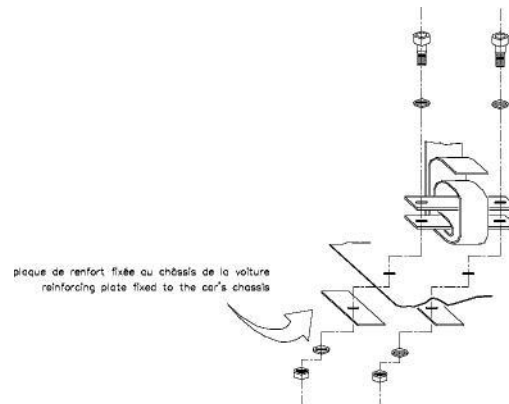 plaque de renfort fixée au châssis de la voiture
reinforcing plate fixed to the car's chassis